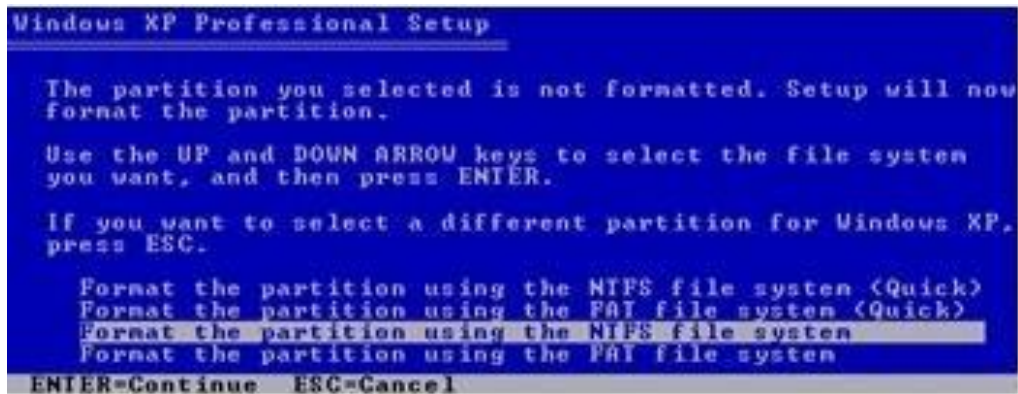 Windows XP Professional Setup
The partition you selected is not formatted. Setup will now
format the partition.
Use the UP and DOWN ARROW keys to select the file system
you want, and then press ENTER.
If you want to select a different partition for Windows XP,
press ESC.
Format the partition using the NTFS file system (Quick)
Format the partition using the FAT file system (Quick)
Format the partition using the NTFS file system
Format the partition using the FAT file system
ENTER=Continue ESC=Cancel